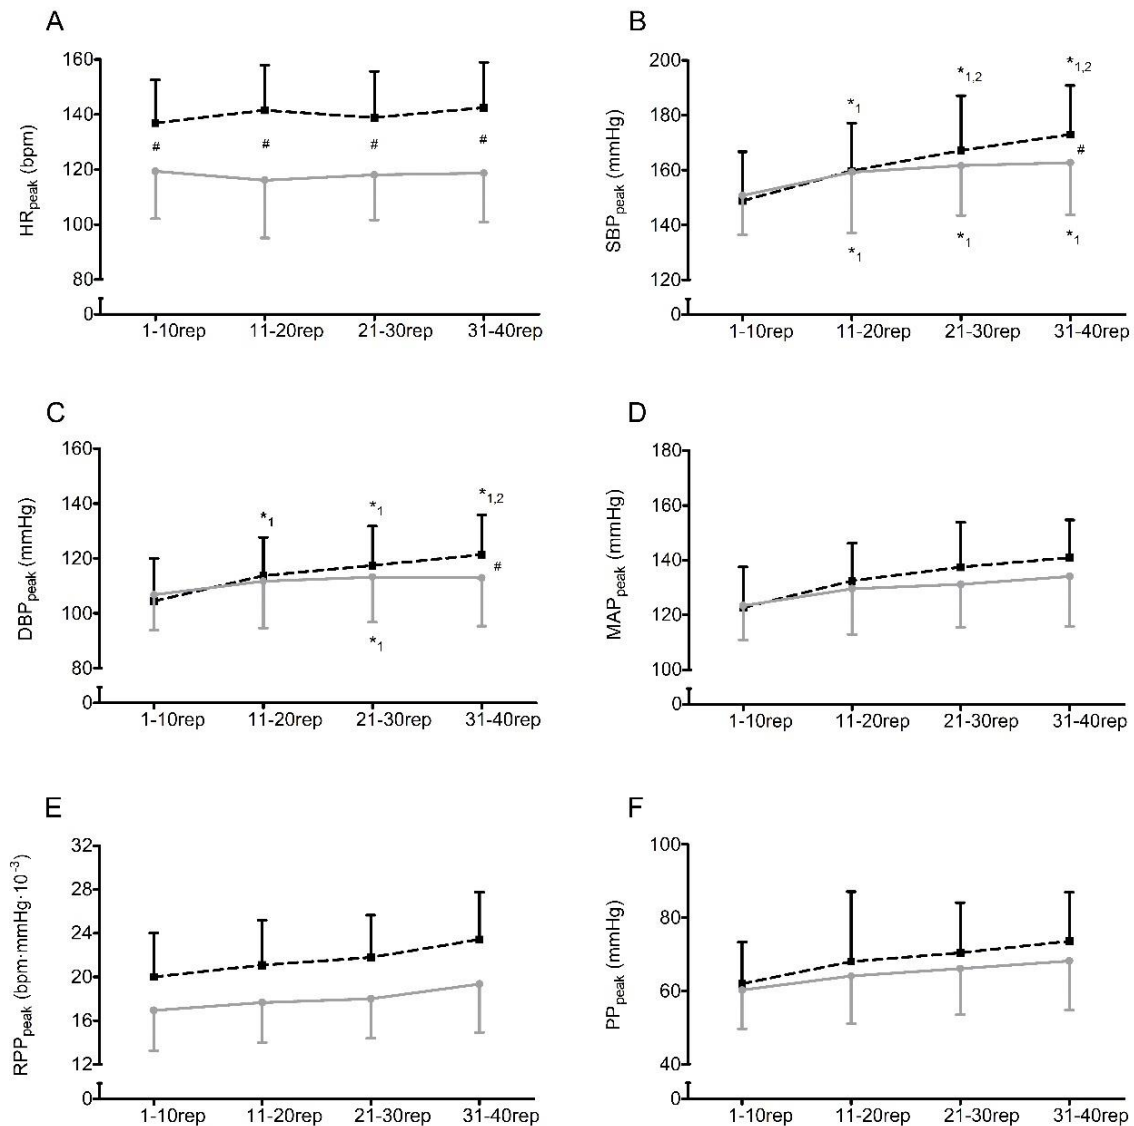 A
HRpeak (bpm)
160
140
120
100
80
0
# # # #
1-10rep 11-20rep 21-30rep 31-40rep
B
SBPpeak (mmHg)
200
180
160
140
120
0
*1 *1,2 *1,2
#
*1 *1 *1
1-10rep 11-20rep 21-30rep 31-40rep
C
DBPpeak (mmHg)
160
140
120
100
80
0
*1 *1 *1,2
#
*1
1-10rep 11-20rep 21-30rep 31-40rep
D
MAPpeak (mmHg)
180
160
140
120
100
0
1-10rep 11-20rep 21-30rep 31-40rep
E
RPPpeak (bpm·mmHg·10⁻³)
32
28
24
20
16
12
0
1-10rep 11-20rep 21-30rep 31-40rep
F
PPpeak (mmHg)
100
80
60
40
0
1-10rep 11-20rep 21-30rep 31-40rep